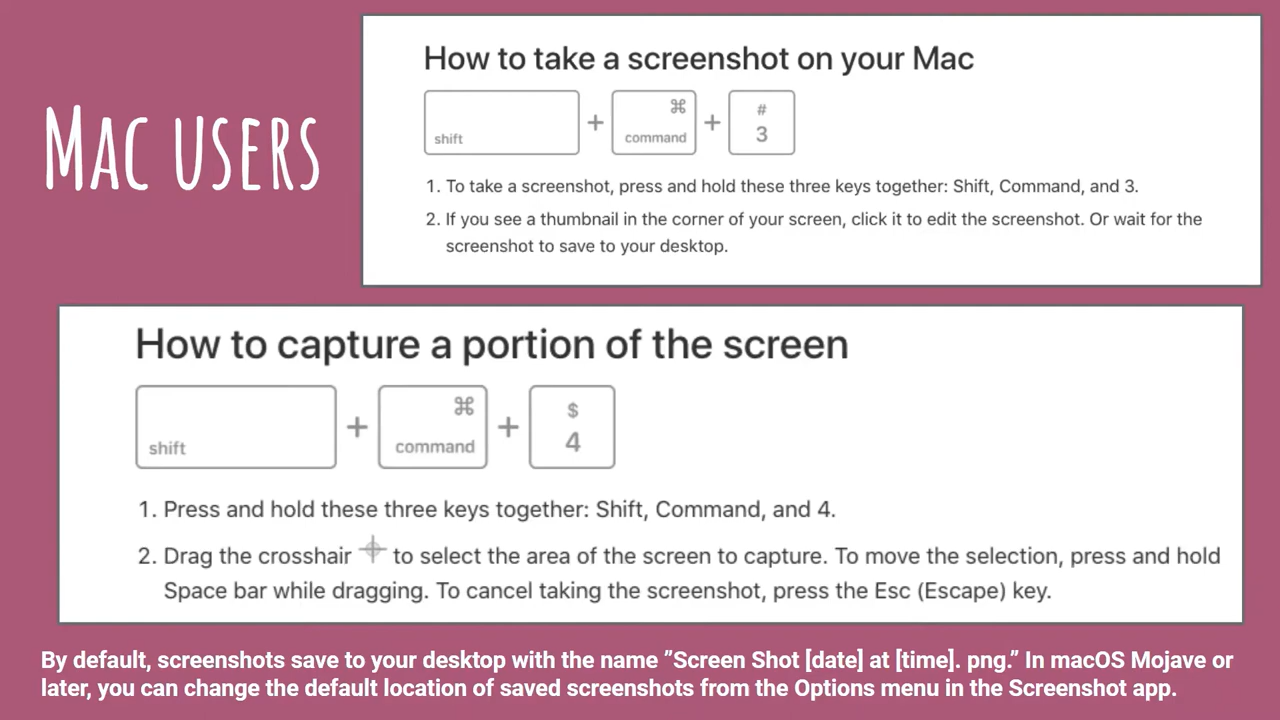 Mac users
How to take a screenshot on your Mac
shift + ⌘ command + # 3
1. To take a screenshot, press and hold these three keys together: Shift, Command, and 3.
2. If you see a thumbnail in the corner of your screen, click it to edit the screenshot. Or wait for the
screenshot to save to your desktop.
How to capture a portion of the screen
shift + ⌘ command + $ 4
1. Press and hold these three keys together: Shift, Command, and 4.
2. Drag the crosshair to select the area of the screen to capture. To move the selection, press and hold
Space bar while dragging. To cancel taking the screenshot, press the Esc (Escape) key.
By default, screenshots save to your desktop with the name ”Screen Shot [date] at [time]. png.” In macOS Mojave or
later, you can change the default location of saved screenshots from the Options menu in the Screenshot app.